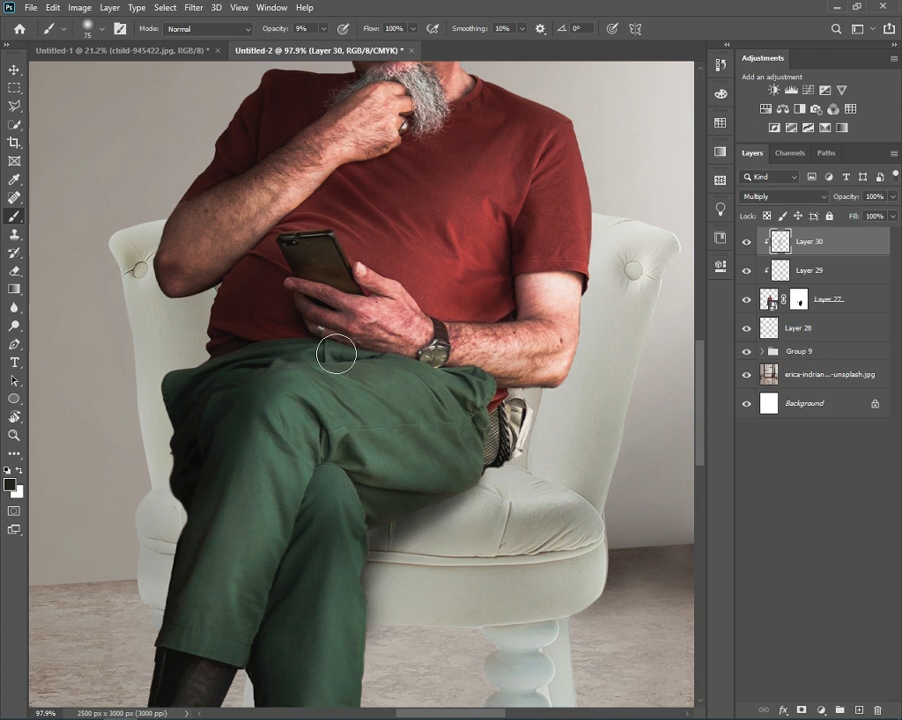 Ps File Edit Image Layer Type Select Filter 3D View Window Help
75 Mode: Normal Opacity: 9% Flow: 100% Smoothing: 10% 0°
Untitled-1 @ 21.2% (child-945422.jpg, RGB/8) * × Untitled-2 @ 97.9% (Layer 30, RGB/8/CMYK) * ×
Adjustments
Add an adjustment
Layers Channels Paths
Kind
Multiply Opacity: 100%
Lock: Fill: 100%
Layer 30
Layer 29
Layer 27
Layer 28
Group 9
erica-indrian...-unsplash.jpg
Background
97.9% 2500 px x 3000 px (3000 ppi)